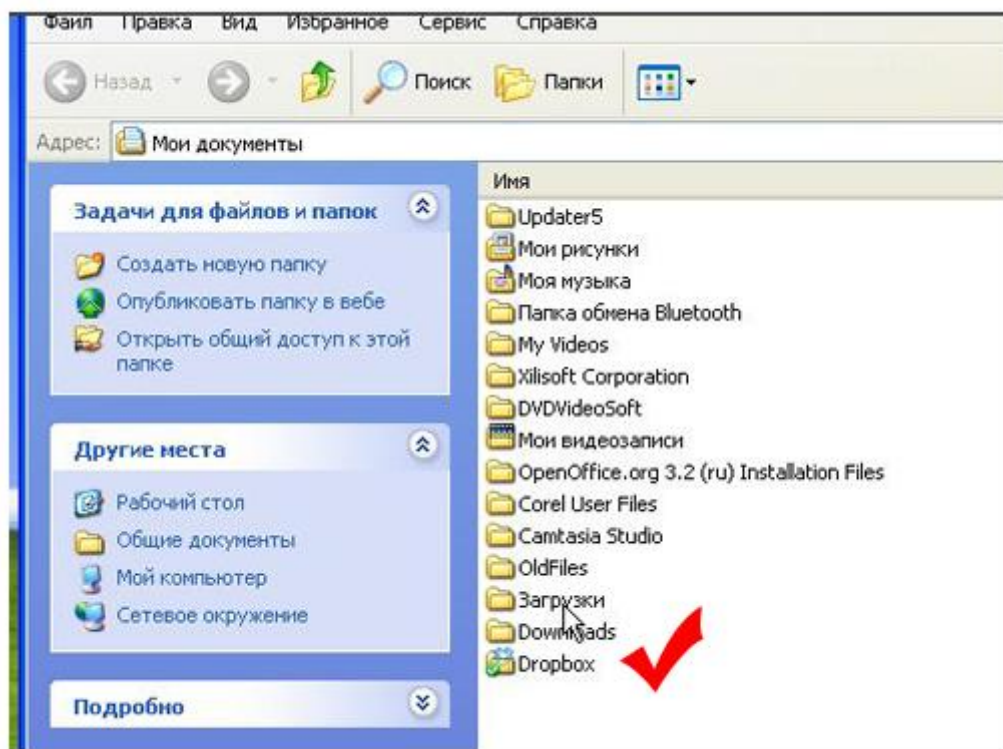 Файл Правка Вид Избранное Сервис Справка
Назад Поиск Папки
Адрес: Мои документы
Задачи для файлов и папок
Создать новую папку
Опубликовать папку в вебе
Открыть общий доступ к этой
папке
Другие места
Рабочий стол
Общие документы
Мой компьютер
Сетевое окружение
Подробно
Имя
Updater5
Мои рисунки
Моя музыка
Папка обмена Bluetooth
My Videos
Xilisoft Corporation
DVDVideoSoft
Мои видеозаписи
OpenOffice.org 3.2 (ru) Installation Files
Corel User Files
Camtasia Studio
OldFiles
Загрузки
Downloads
Dropbox